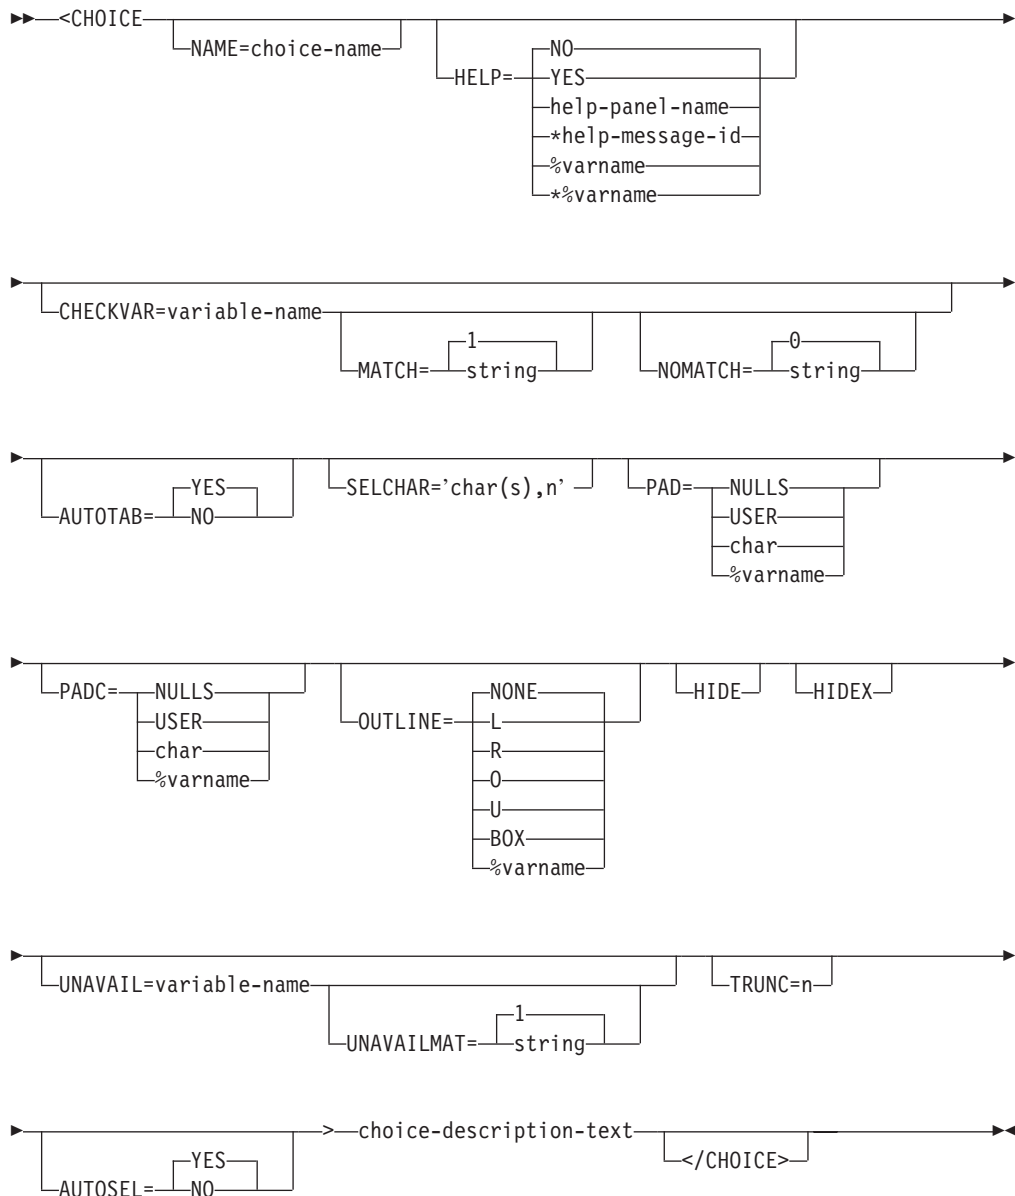 <CHOICE
NAME=choice-name
HELP=
NO
YES
help-panel-name
*help-message-id
%varname
*%varname
CHECKVAR=variable-name
MATCH=
1
string
NOMATCH=
0
string
AUTOTAB=
YES
NO
SELCHAR='char(s),n'
PAD=
NULLS
USER
char
%varname
PADC=
NULLS
USER
char
%varname
OUTLINE=
NONE
L
R
O
U
BOX
%varname
HIDE
HIDEX
UNAVAIL=variable-name
UNAVAILMAT=
1
string
TRUNC=n
AUTOSEL=
YES
NO
>
choice-description-text
</CHOICE>